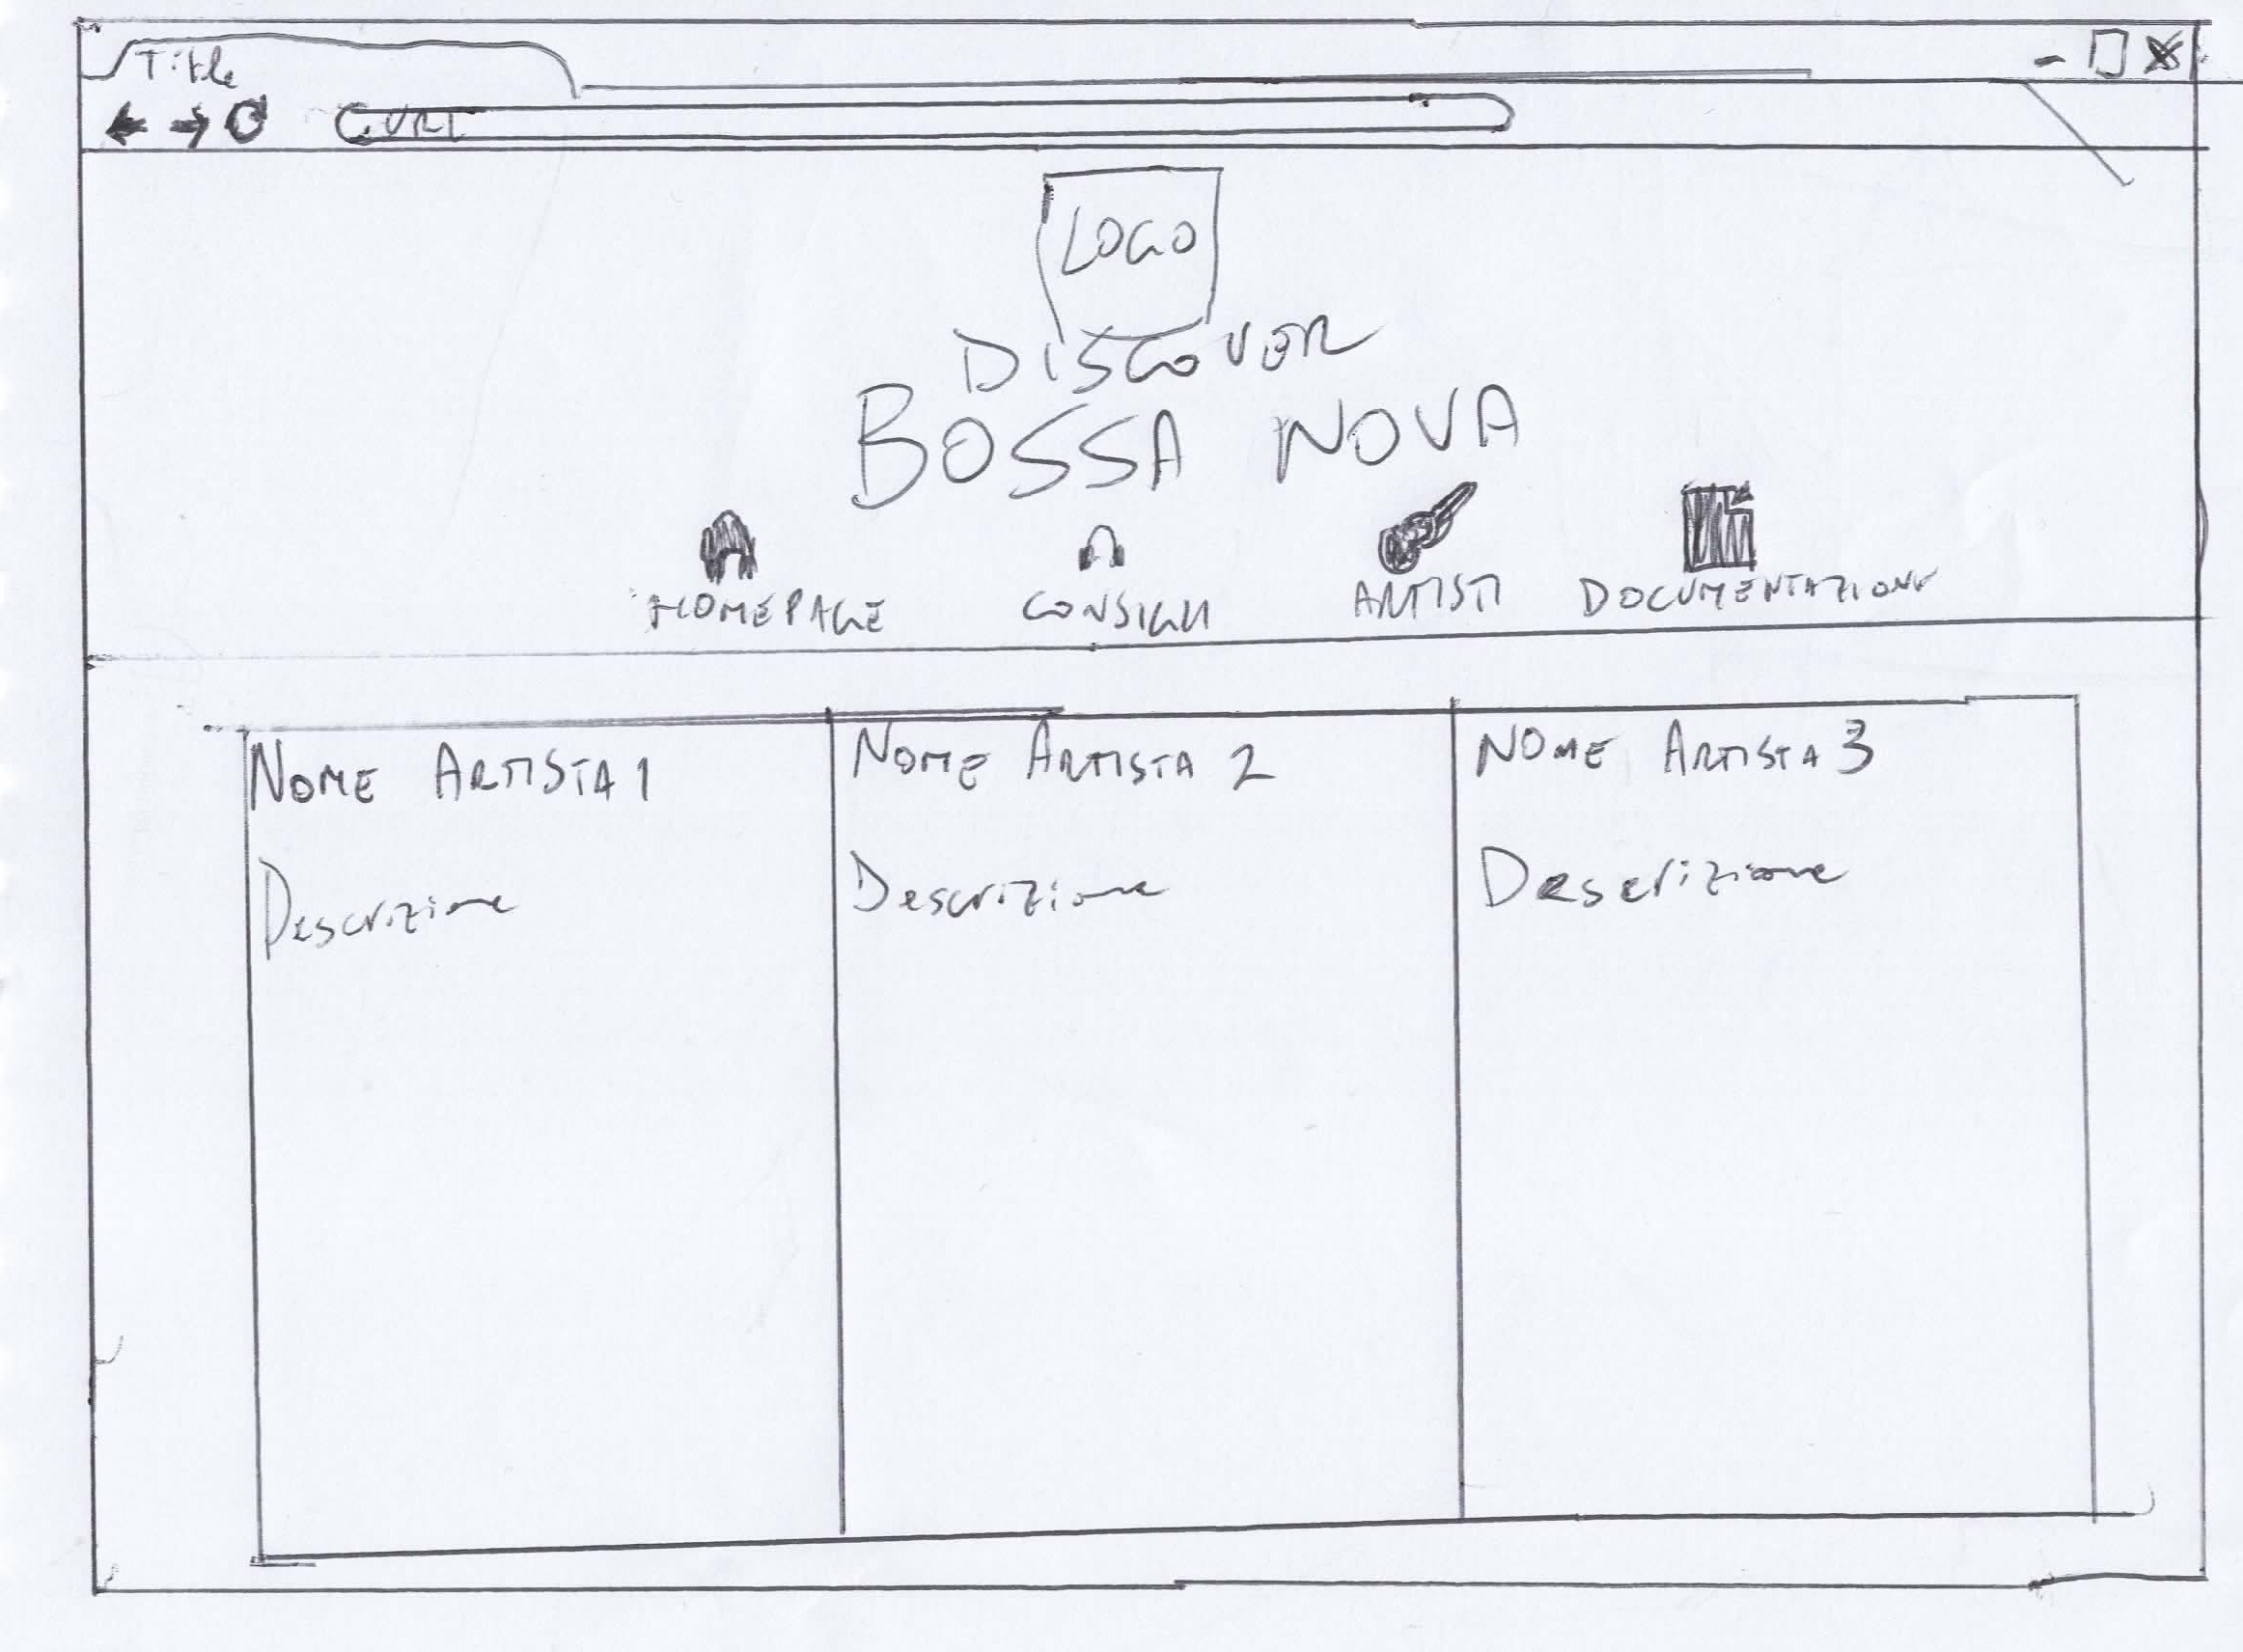 Title
URL
LOGO
DISCOVER
BOSSA NOVA
HOMEPAGE CONSIGLI ARTISTI DOCUMENTAZIONE
NOME ARTISTA 1 NOME ARTISTA 2 NOME ARTISTA 3
Descrizione Descrizione Descrizione